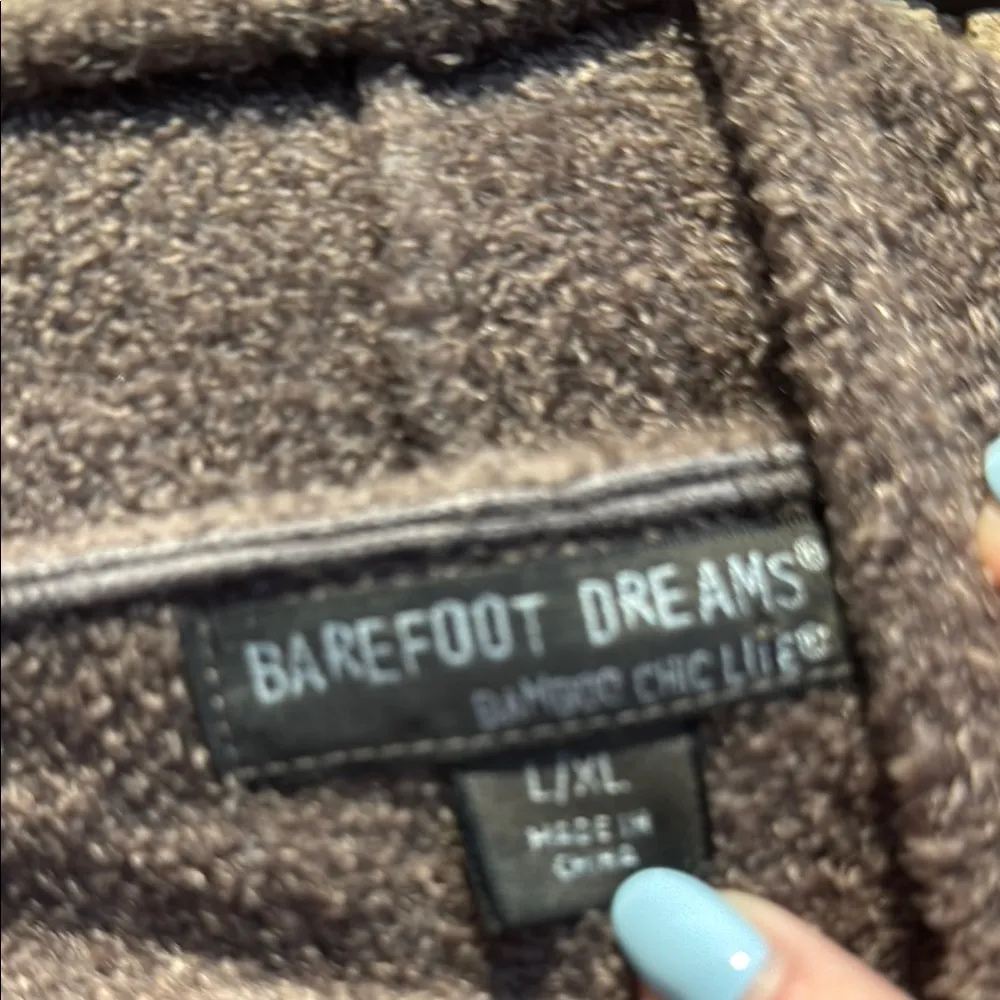 BAREFOOT DREAMS®
BAMBOO CHIC LITE®
L/XL
MADE IN
CHINA